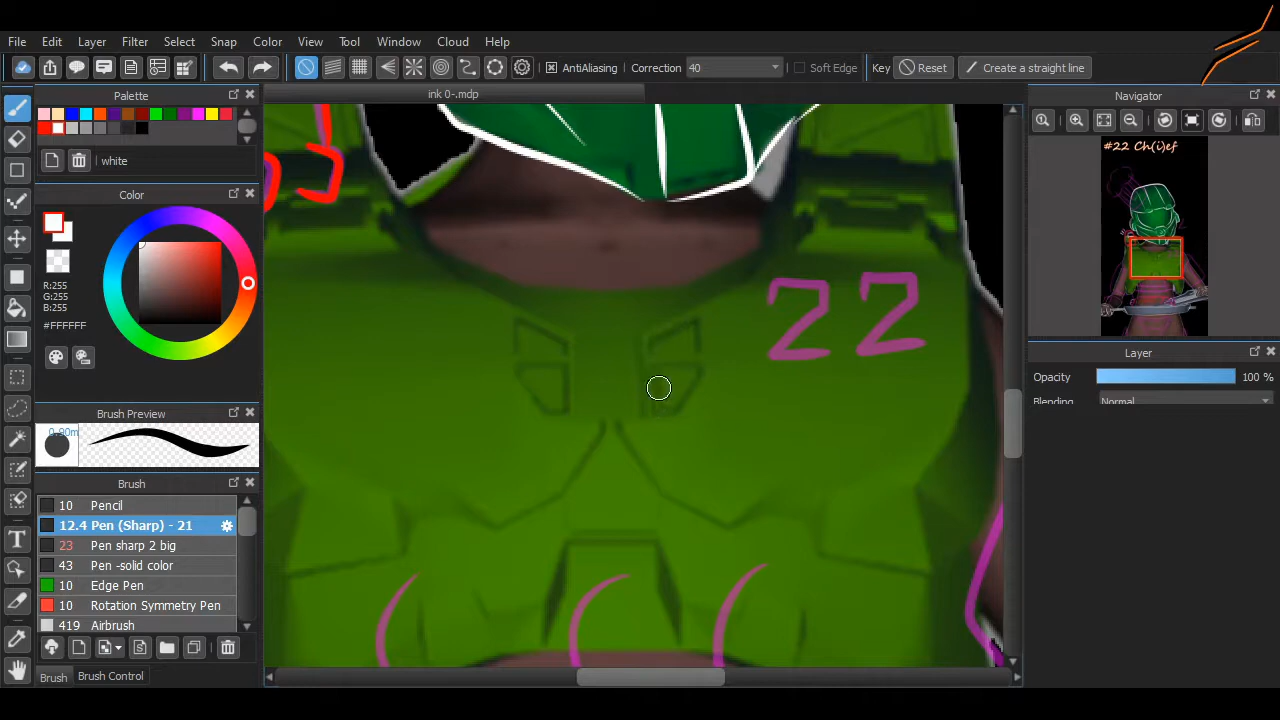 File Edit Layer Filter Select Snap Color View Tool Window Cloud Help
AntiAliasing Correction 40 Soft Edge Key Reset Create a straight line
Palette
ink 0-.mdp
Navigator
#22 Ch(i)ef
white
Color
R:255
G:255
B:255
#FFFFFF
22
Layer
Opacity 100 %
Blending Normal
Brush Preview
0.90m
Brush
10 Pencil
12.4 Pen (Sharp) - 21
23 Pen sharp 2 big
43 Pen -solid color
10 Edge Pen
10 Rotation Symmetry Pen
419 Airbrush
Brush Brush Control